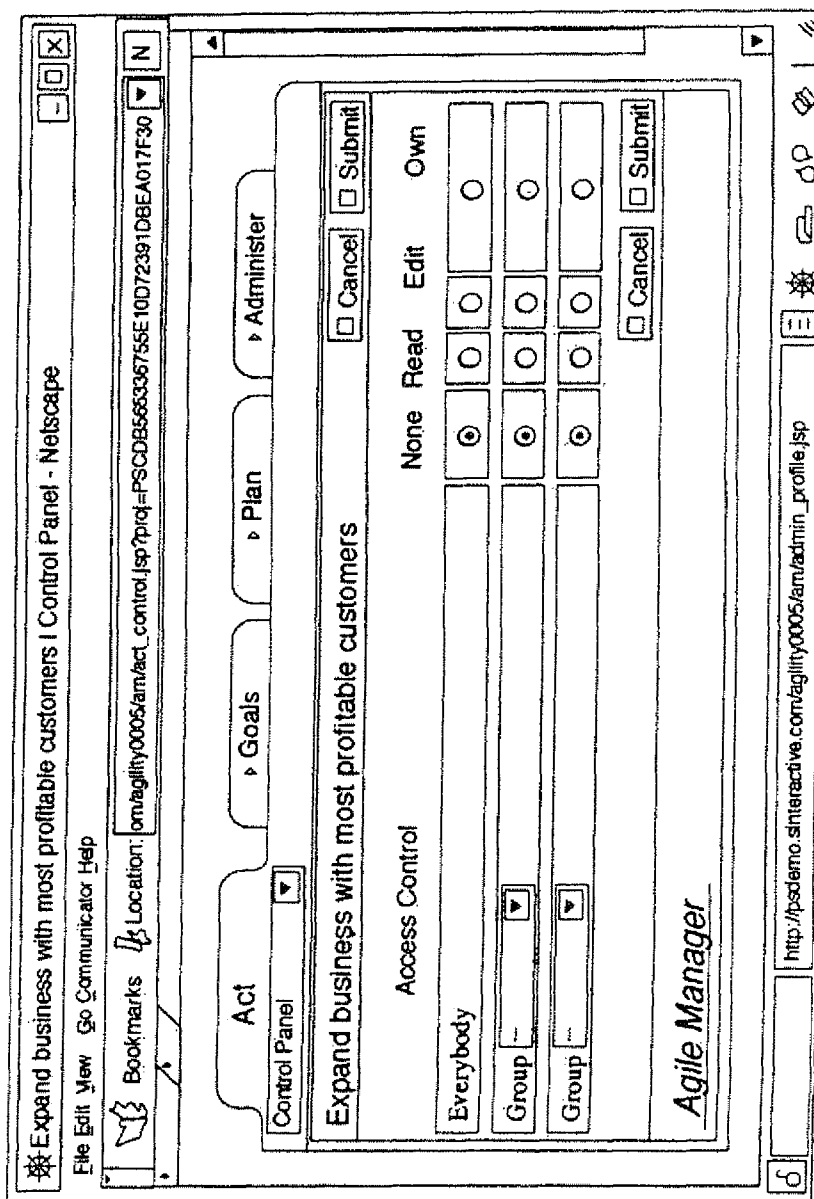 Expand business with most profitable customers | Control Panel - Netscape
File Edit View Go Communicator Help
Bookmarks Location: om/agility0005/am/act_control.jsp?proj=PSCDB565336755E10D72391DBEA017F30 N
Act Goals Plan Administer
Control Panel
Expand business with most profitable customers Cancel Submit
Access Control None Read Edit Own
Everybody
Group --
Group --
Cancel Submit
Agile Manager
http://psdemo.sinteractive.com/agility0005/am/admin_profile.jsp